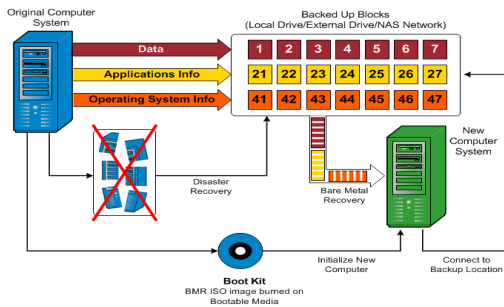 Original Computer
System
Backed Up Blocks
(Local Drive/External Drive/NAS Network)
Data
1 2 3 4 5 6 7
Applications Info
21 22 23 24 25 26 27
Operating System Info
41 42 43 44 45 46 47
New
Computer
System
Disaster
Recovery
Bare Metal
Recovery
Boot Kit
BMR ISO image burned on
Bootable Media
Initialize New
Computer
Connect to
Backup Location